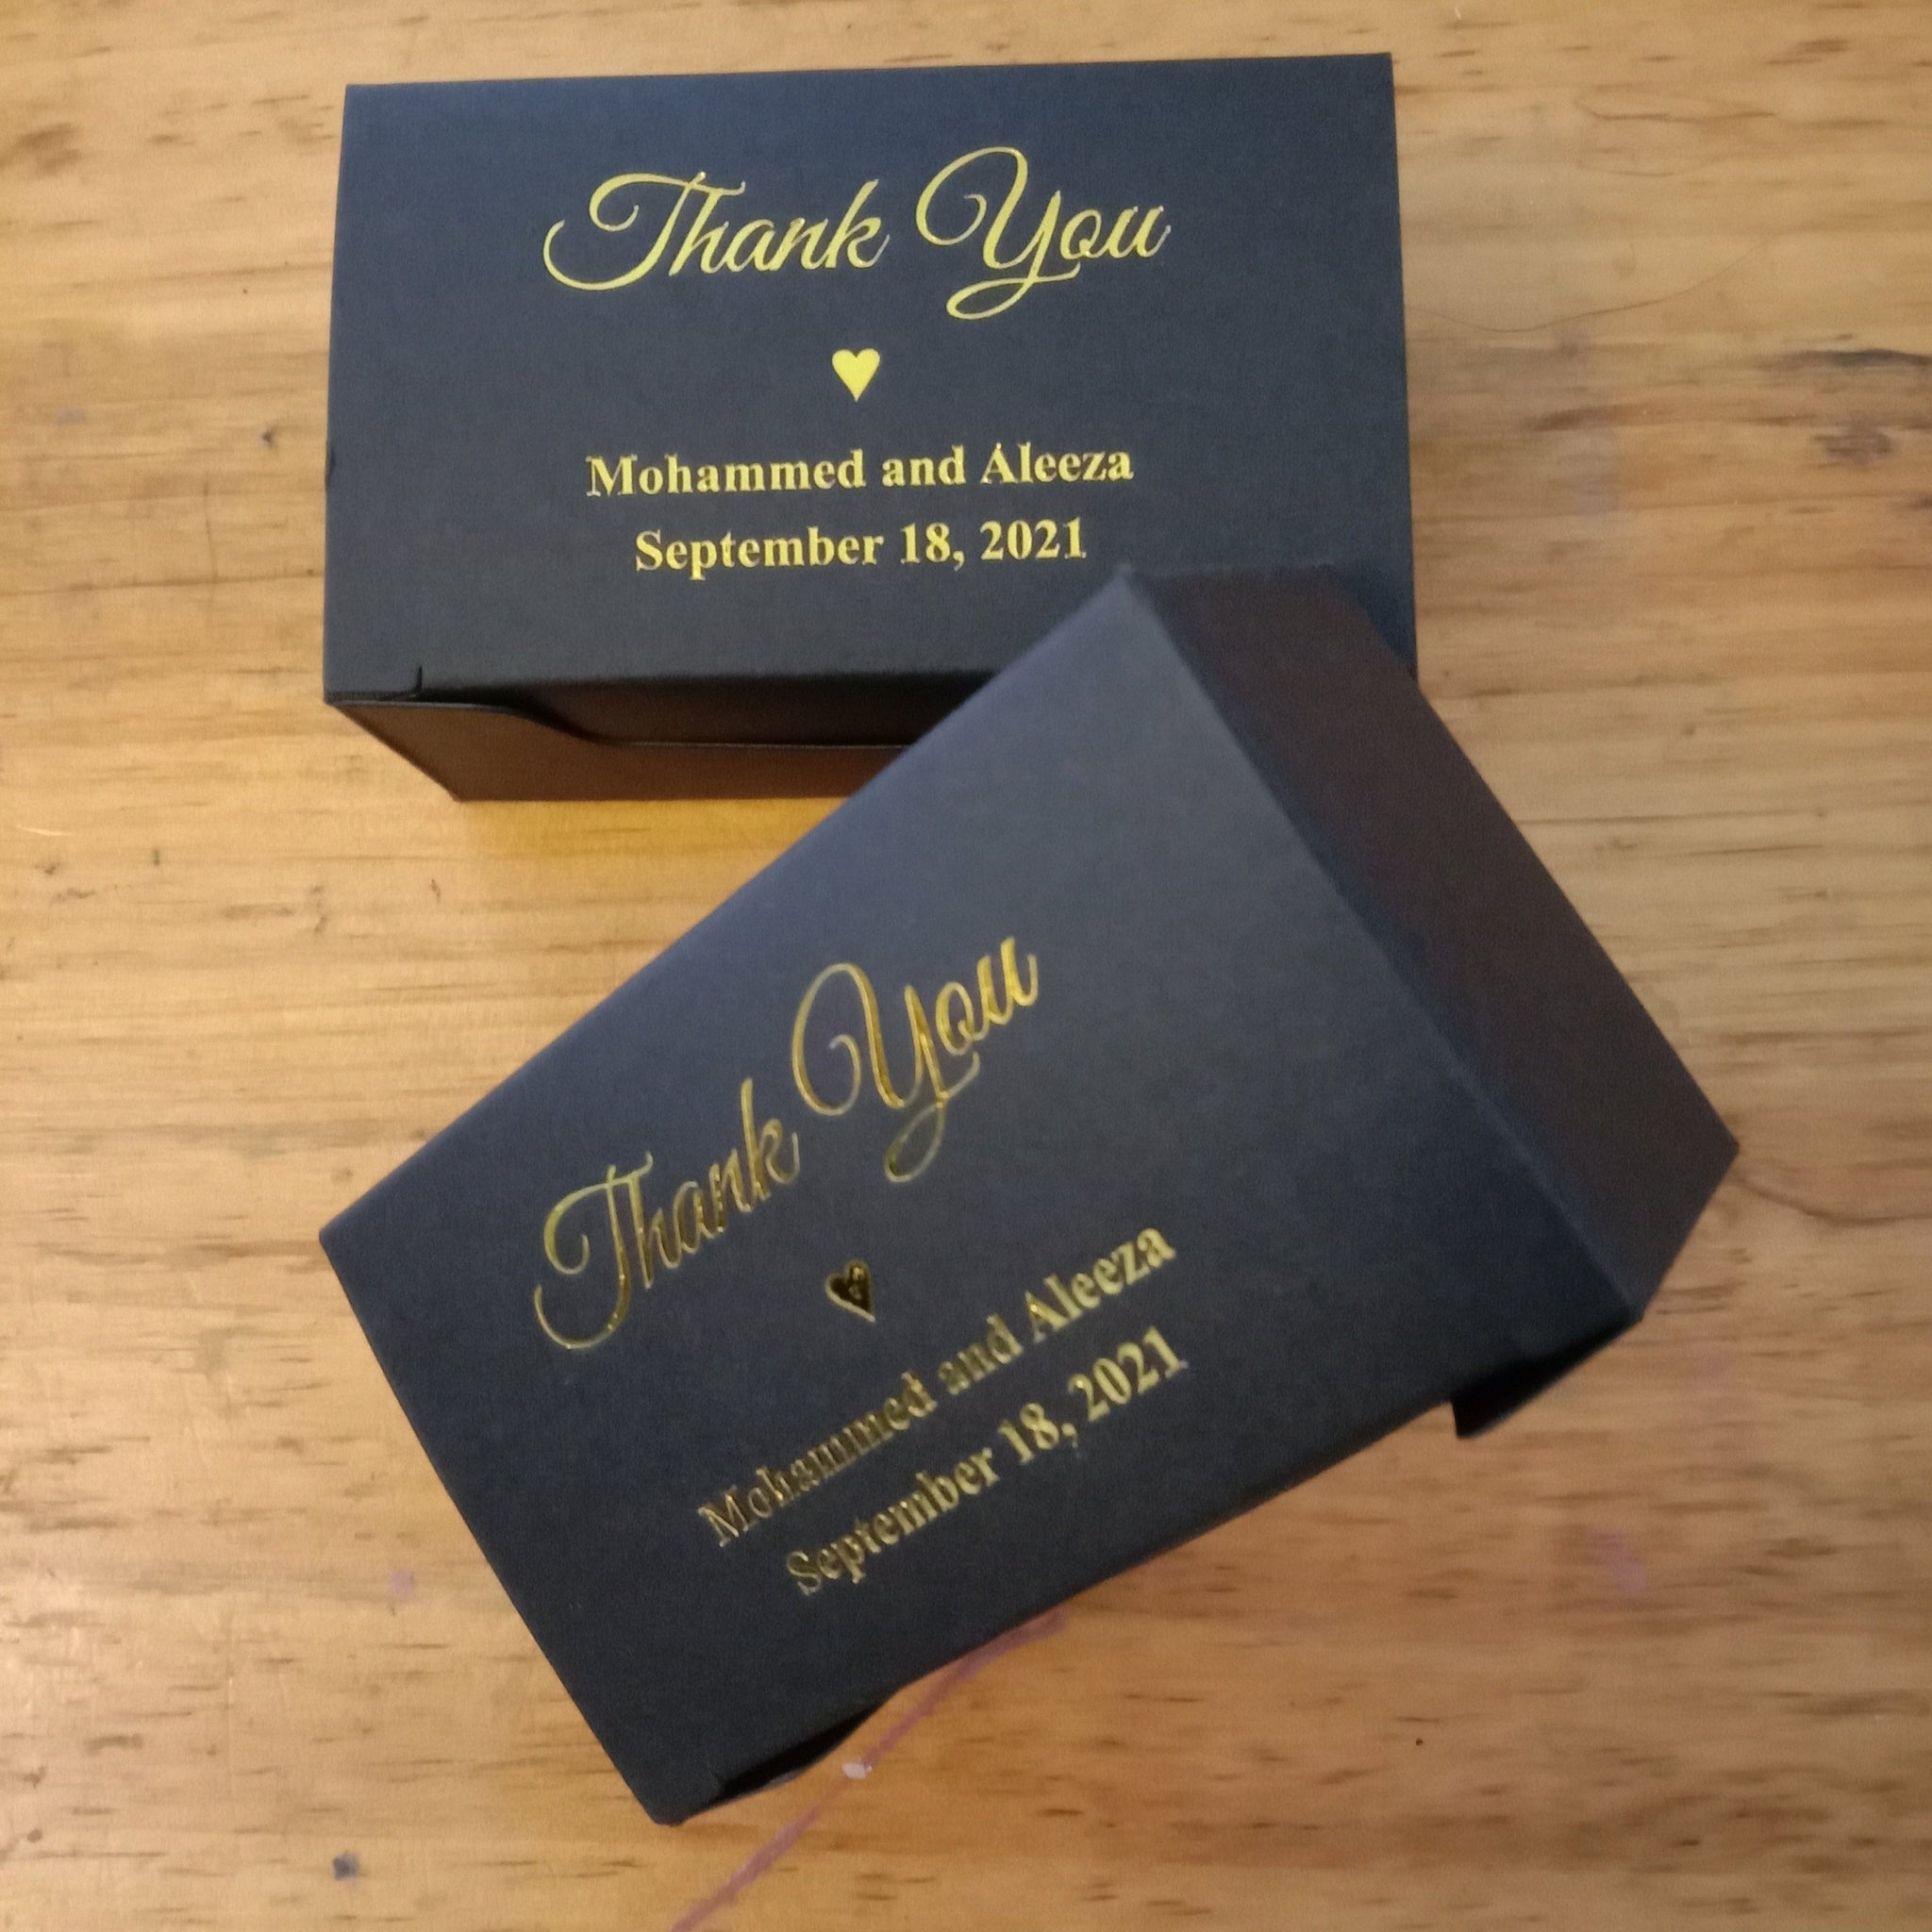 Thank You
Mohammed and Aleeza
September 18, 2021
Thank You
Mohammed and Aleeza
September 18, 2021